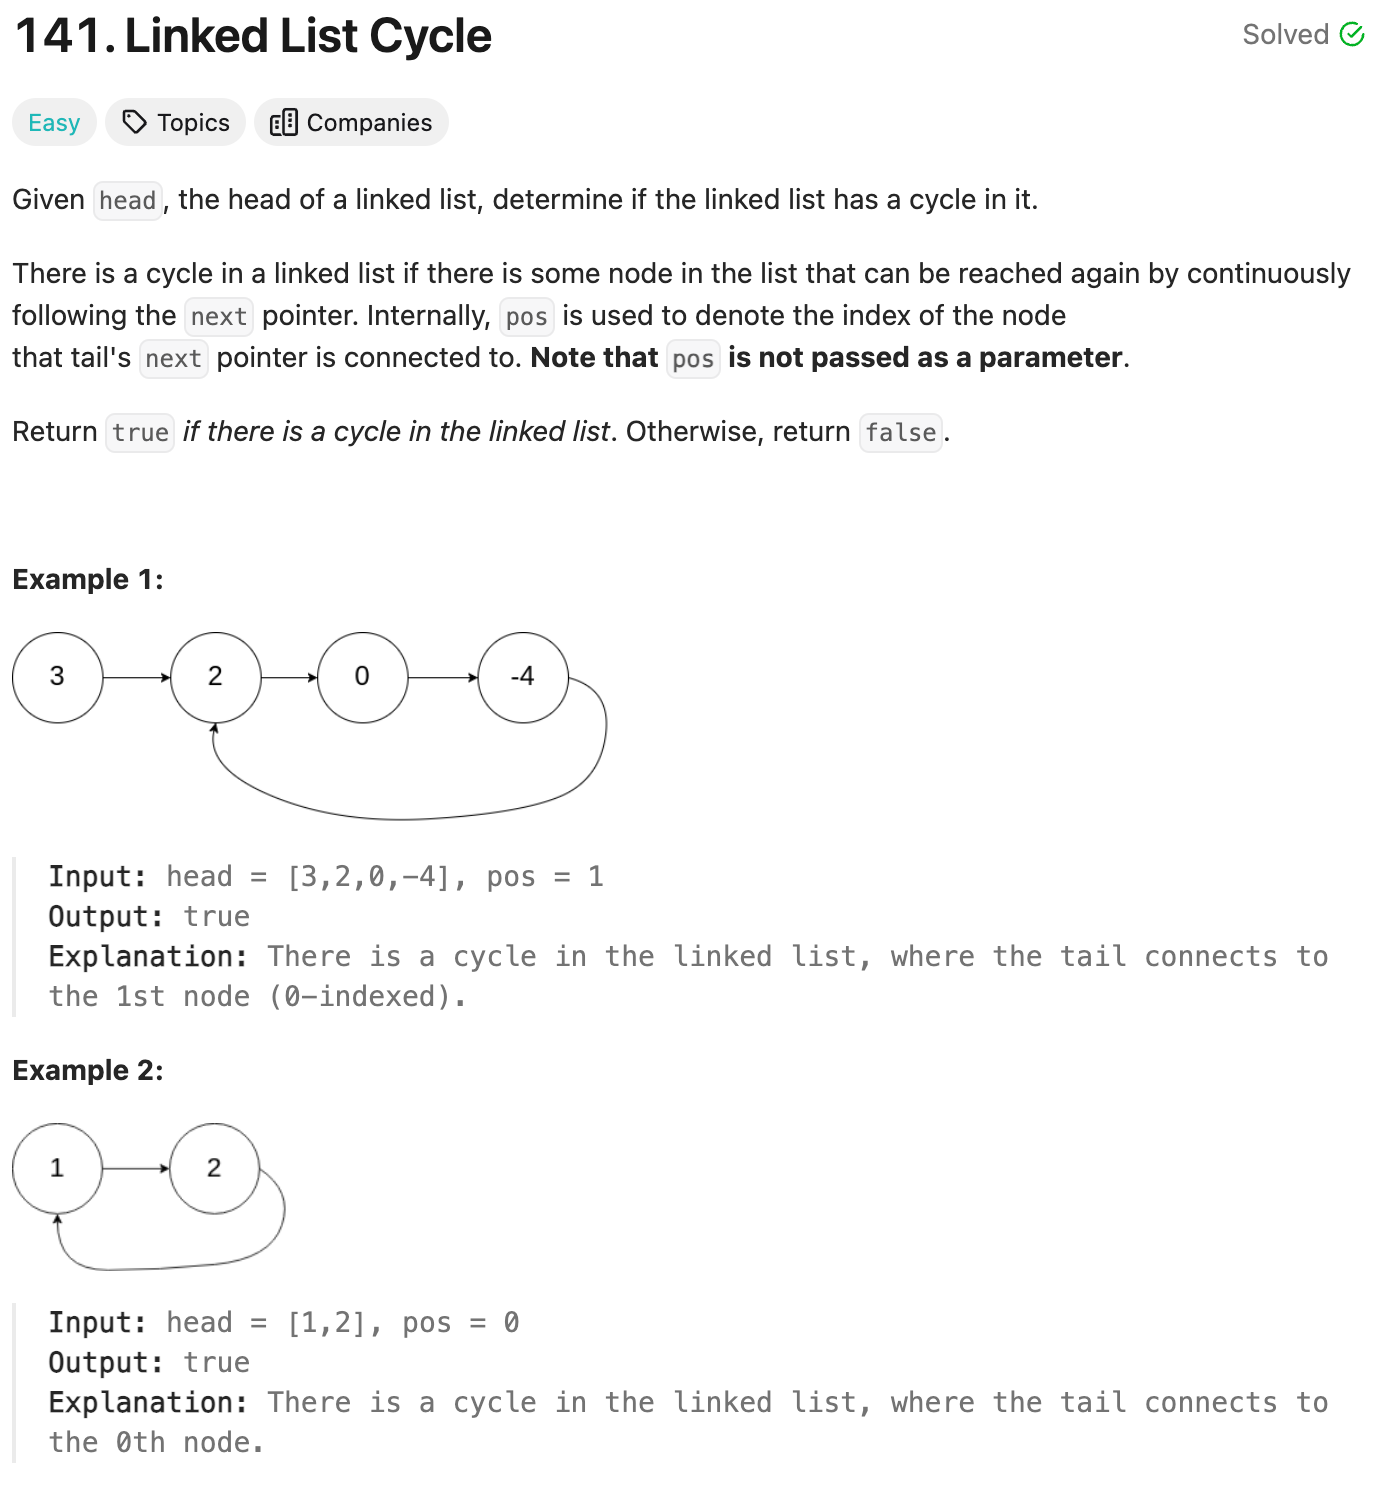 141. Linked List Cycle
Solved
Easy
Topics
Companies
Given head, the head of a linked list, determine if the linked list has a cycle in it.
There is a cycle in a linked list if there is some node in the list that can be reached again by continuously
following the next pointer. Internally, pos is used to denote the index of the node
that tail's next pointer is connected to. Note that pos is not passed as a parameter.
Return true if there is a cycle in the linked list. Otherwise, return false.
Example 1:
3
2
0
-4
Input: head = [3,2,0,-4], pos = 1
Output: true
Explanation: There is a cycle in the linked list, where the tail connects to
the 1st node (0-indexed).
Example 2:
1
2
Input: head = [1,2], pos = 0
Output: true
Explanation: There is a cycle in the linked list, where the tail connects to
the 0th node.